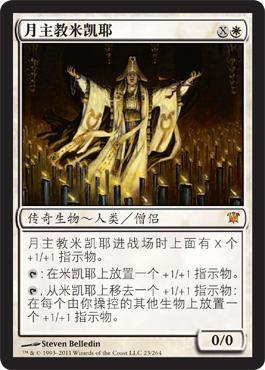 月主教米凯耶 X
传奇生物～人类／僧侣
月主教米凯耶进战场时上面有 X 个
+1/+1 指示物。
：在米凯耶上放置一个 +1/+1 指示物。
，从米凯耶上移去一个 +1/+1 指示物：
在每个由你操控的其他生物上放置一
个 +1/+1 指示物。
Steven Belledin
™ & © 1993-2011 Wizards of the Coast LLC 23/264
0/0